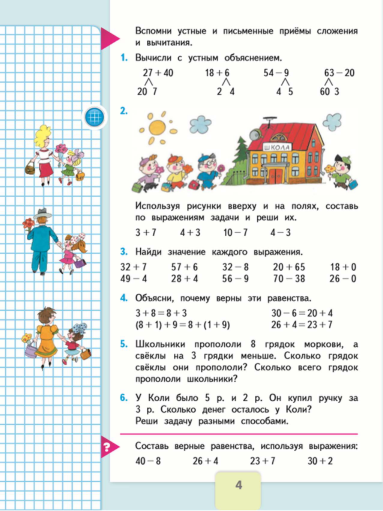 Вспомни устные и письменные приёмы сложения
и вычитания.
1. Вычисли с устным объяснением.
27 + 40 18 + 6 54 − 9 63 − 20
20 7 2 4 4 5 60 3
2.
ШКОЛА
Используя рисунки вверху и на полях, составь
по выражениям задачи и реши их.
3 + 7 4 + 3 10 − 7 4 − 3
3. Найди значение каждого выражения.
32 + 7 57 + 6 32 − 8 20 + 65 18 + 0
49 − 4 28 + 4 56 − 9 70 − 38 26 − 0
4. Объясни, почему верны эти равенства.
3 + 8 = 8 + 3 30 − 6 = 20 + 4
(8 + 1) + 9 = 8 + (1 + 9) 26 + 4 = 23 + 7
5. Школьники пропололи 8 грядок моркови, а
свёклы на 3 грядки меньше. Сколько грядок
свёклы они пропололи? Сколько всего грядок
пропололи школьники?
6. У Коли было 5 р. и 2 р. Он купил ручку за
3 р. Сколько денег осталось у Коли?
Реши задачу разными способами.
? Составь верные равенства, используя выражения:
40 − 8 26 + 4 23 + 7 30 + 2
4